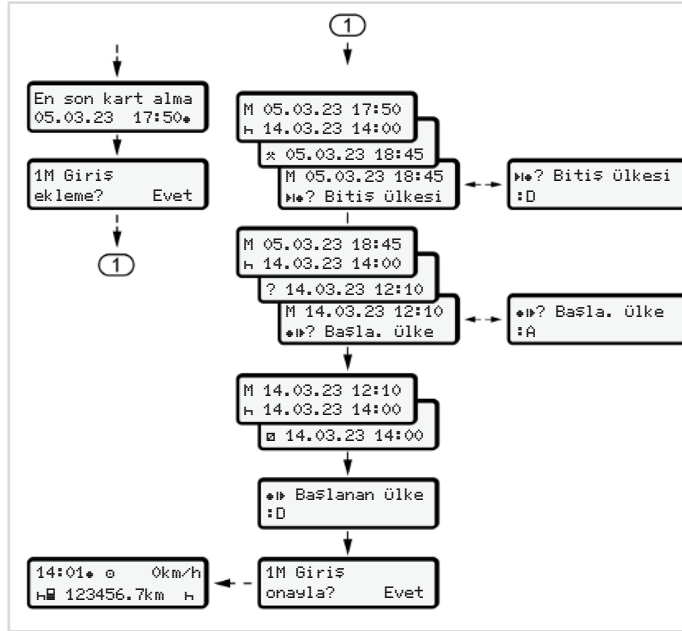 1
En son kart alma
05.03.23 17:50
1M Giriş
ekleme? Evet
1
M 05.03.23 17:50
14.03.23 14:00
05.03.23 18:45
M 05.03.23 18:45
? Bitiş ülkesi
? Bitiş ülkesi
:D
M 05.03.23 18:45
14.03.23 14:00
? 14.03.23 12:10
M 14.03.23 12:10
? Başla. ülke
? Başla. ülke
:A
M 14.03.23 12:10
14.03.23 14:00
14.03.23 14:00
Başlanan ülke
:D
1M Giriş
onayla? Evet
14:01 0km/h
123456.7km